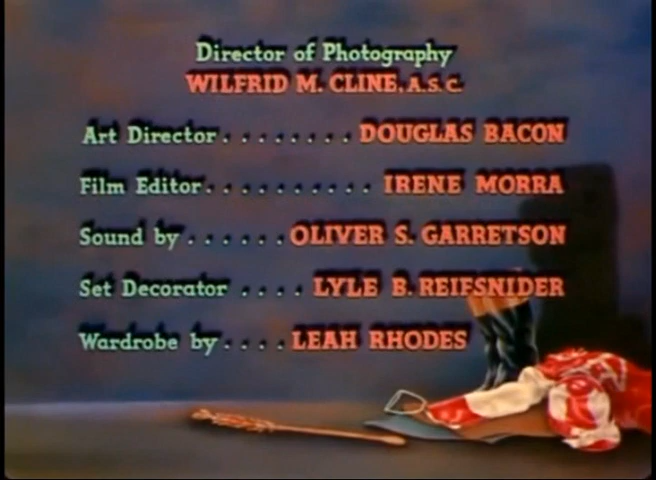 Director of Photography
WILFRID M. CLINE, A.S.C.
Art Director . . . . . . . . DOUGLAS BACON
Film Editor . . . . . . . . . . IRENE MORRA
Sound by . . . . . . OLIVER S. GARRETSON
Set Decorator . . . . LYLE B. REIFSNIDER
Wardrobe by . . . . LEAH RHODES